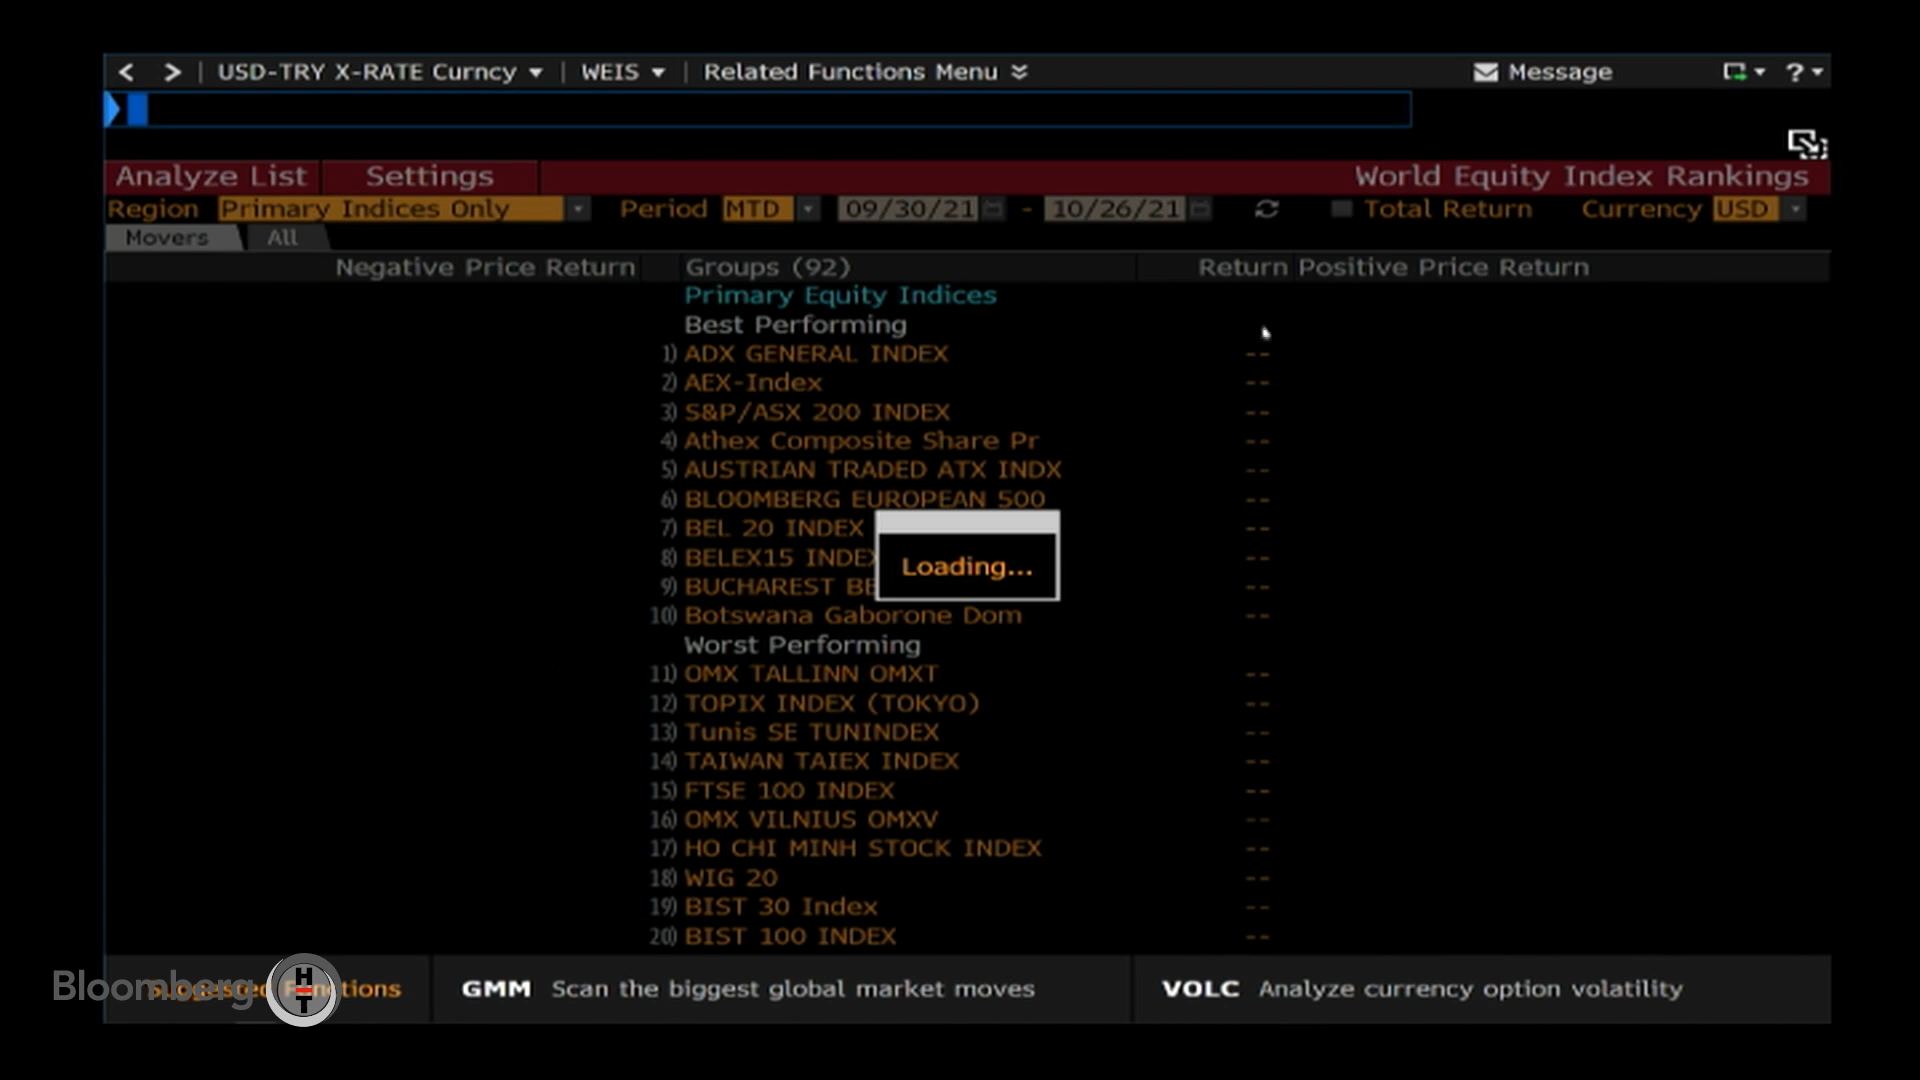 < > | USD-TRY X-RATE Curncy | WEIS | Related Functions Menu Message ?
Analyze List Settings World Equity Index Rankings
Region Primary Indices Only Period MTD 09/30/21 - 10/26/21 Total Return Currency USD
Movers All
Negative Price Return Groups (92) Return Positive Price Return
Primary Equity Indices
Best Performing
1) ADX GENERAL INDEX --
2) AEX-Index --
3) S&P/ASX 200 INDEX --
4) Athex Composite Share Pr --
5) AUSTRIAN TRADED ATX INDX --
6) BLOOMBERG EUROPEAN 500 --
7) BEL 20 INDEX --
8) BELEX15 INDEX --
9) BUCHAREST --
Loading...
10) Botswana Gaborone Dom --
Worst Performing
11) OMX TALLINN OMXT --
12) TOPIX INDEX (TOKYO) --
13) Tunis SE TUNINDEX --
14) TAIWAN TAIEX INDEX --
15) FTSE 100 INDEX --
16) OMX VILNIUS OMXV --
17) HO CHI MINH STOCK INDEX --
18) WIG 20 --
19) BIST 30 Index --
20) BIST 100 INDEX --
Suggested Functions GMM Scan the biggest global market moves VOLC Analyze currency option volatility
Bloomberg HT